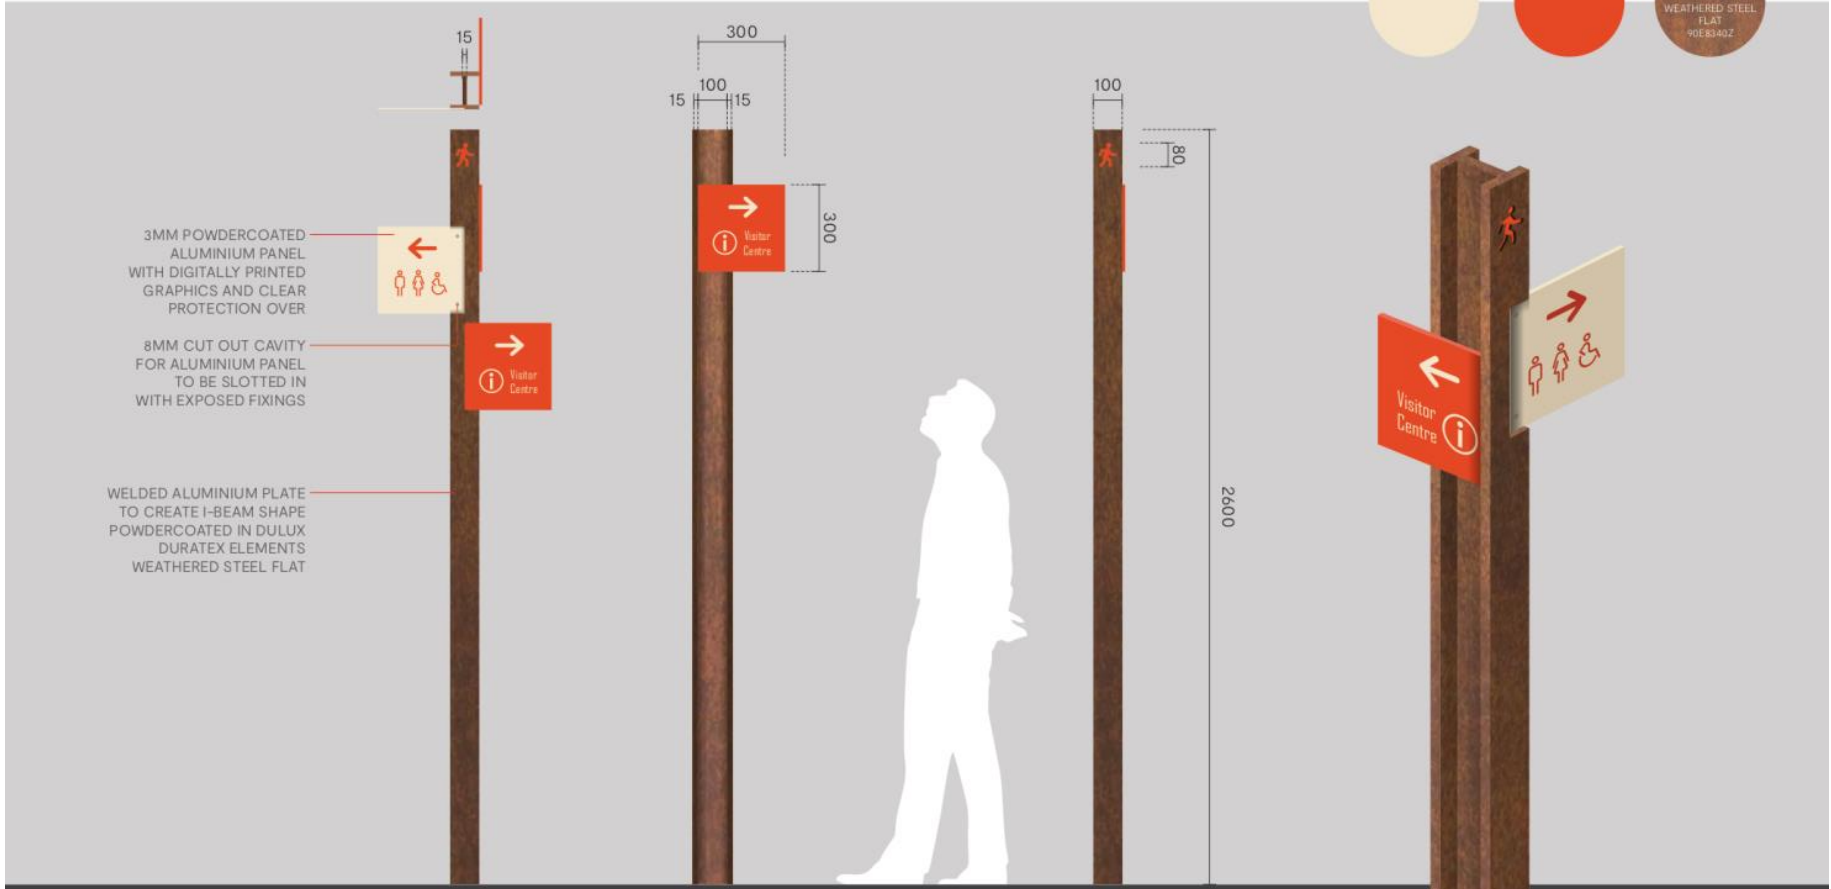 WEATHERED STEEL
FLAT
90E8340Z
15
300
100
15
15
100
80
300
2600
3MM POWDERCOATED
ALUMINIUM PANEL
WITH DIGITALLY PRINTED
GRAPHICS AND CLEAR
PROTECTION OVER
8MM CUT OUT CAVITY
FOR ALUMINIUM PANEL
TO BE SLOTTED IN
WITH EXPOSED FIXINGS
WELDED ALUMINIUM PLATE
TO CREATE I-BEAM SHAPE
POWDERCOATED IN DULUX
DURATEX ELEMENTS
WEATHERED STEEL FLAT
i Visitor
Centre
i Visitor
Centre
Visitor
Centre i